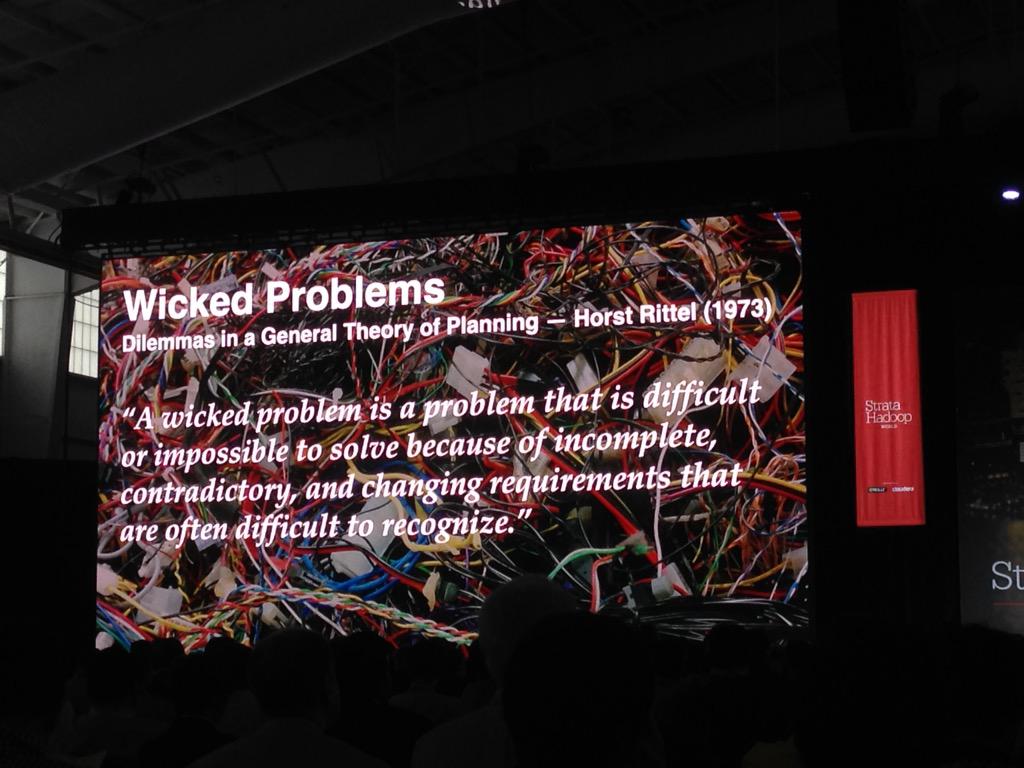 Wicked Problems
Dilemmas in a General Theory of Planning — Horst Rittel (1973)
“A wicked problem is a problem that is difficult
or impossible to solve because of incomplete,
contradictory, and changing requirements that
are often difficult to recognize.”
Strata
Hadoop
WORLD
O'REILLY cloudera
St